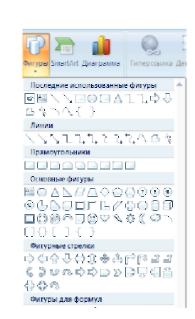 Фигуры SmartArt Диаграмма Гиперссылка
Последние использованные фигуры
Линии
Прямоугольники
Основные фигуры
Фигурные стрелки
Фигуры для формул